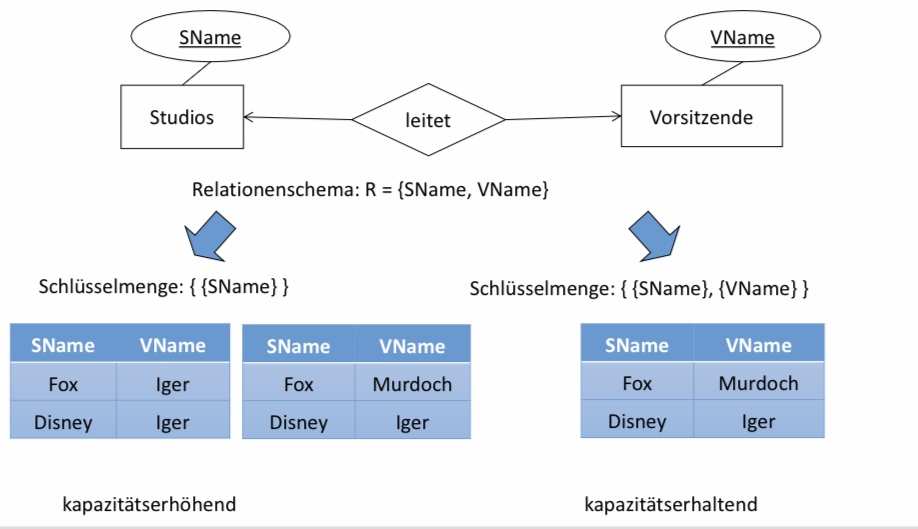 SName
VName
Studios
leitet
Vorsitzende
Relationenschema: R = {SName, VName}
Schlüsselmenge: { {SName} }
Schlüsselmenge: { {SName}, {VName} }
SName VName
Fox Iger
Disney Iger
SName VName
Fox Murdoch
Disney Iger
SName VName
Fox Murdoch
Disney Iger
kapazitätserhöhend
kapazitätserhaltend